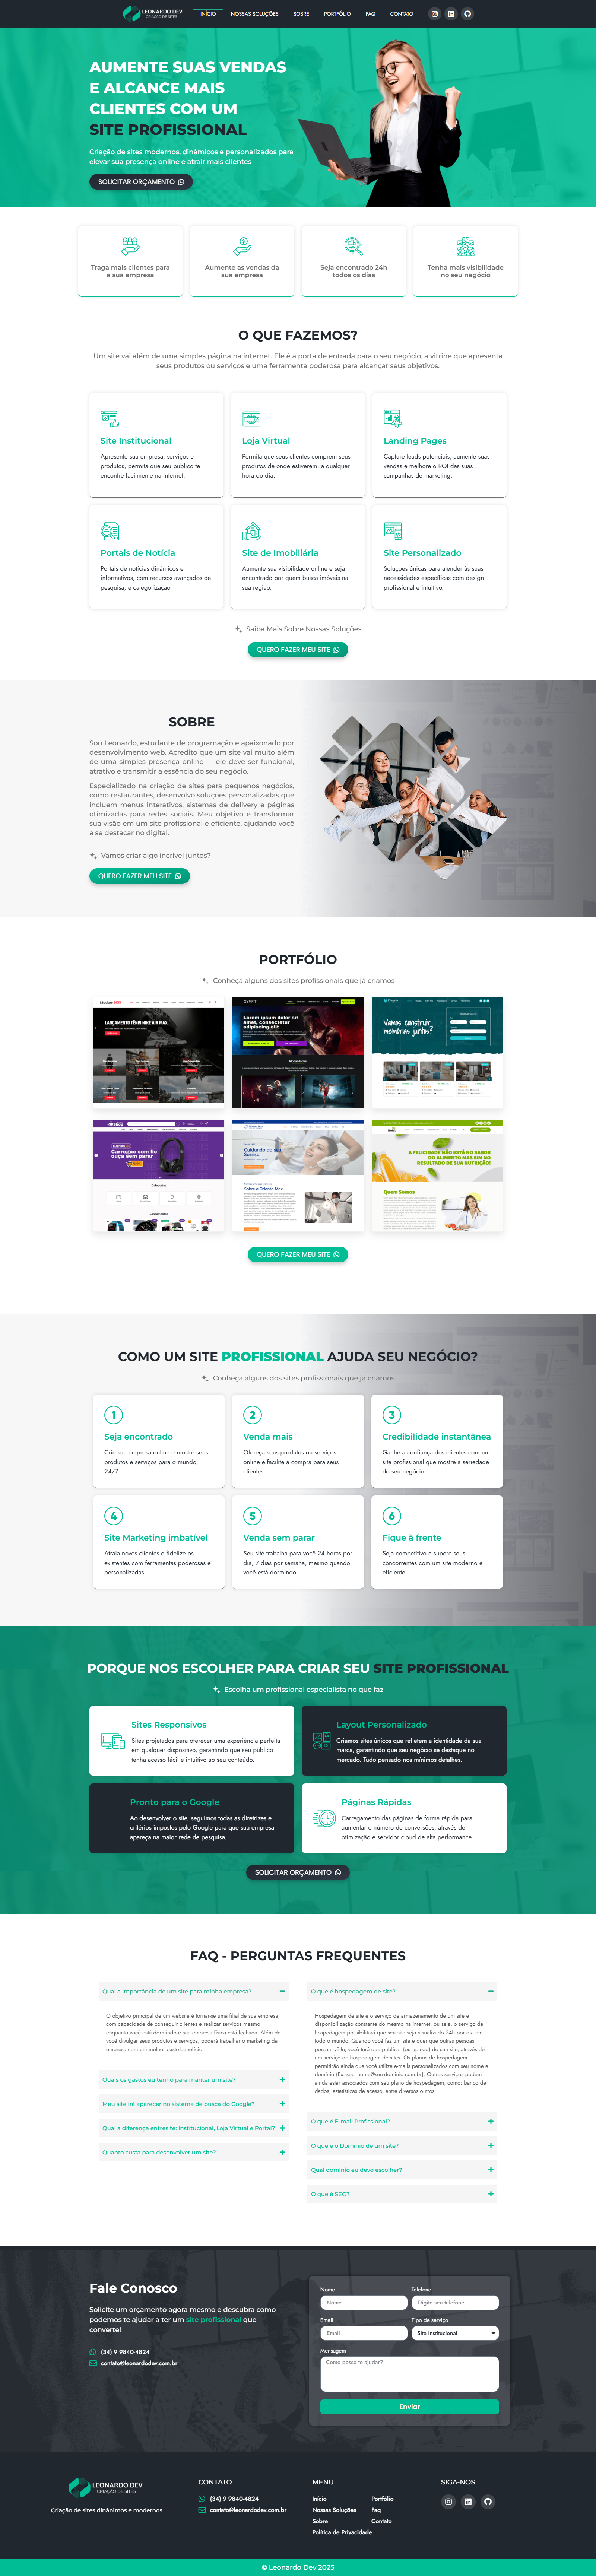 LEONARDO DEV
CRIAÇÃO DE SITES
INÍCIO
NOSSAS SOLUÇÕES
SOBRE
PORTFÓLIO
FAQ
CONTATO
AUMENTE SUAS VENDAS
E ALCANCE MAIS
CLIENTES COM UM
SITE PROFISSIONAL
Criação de sites modernos, dinâmicos e personalizados para
elevar sua presença online e atrair mais clientes
SOLICITAR ORÇAMENTO
Traga mais clientes para
a sua empresa
Aumente as vendas da
sua empresa
Seja encontrado 24h
todos os dias
Tenha mais visibilidade
no seu negócio
O QUE FAZEMOS?
Um site vai além de uma simples página na internet. Ele é a porta de entrada para o seu negócio, a vitrine que apresenta
seus produtos ou serviços e uma ferramenta poderosa para alcançar seus objetivos.
Site Institucional
Apresente sua empresa, serviços e
produtos, permita que seu público te
encontre facilmente na internet.
Loja Virtual
Permita que seus clientes comprem seus
produtos de onde estiverem, a qualquer
hora do dia.
Landing Pages
Capture leads potenciais, aumente suas
vendas e melhore o ROI das suas
campanhas de marketing.
Portais de Notícia
Portais de notícias dinâmicos e
informativos, com recursos avançados de
pesquisa, e categorização
Site de Imobiliária
Aumente sua visibilidade online e seja
encontrado por quem busca imóveis na
sua região.
Site Personalizado
Soluções únicas para atender às suas
necessidades específicas com design
profissional e intuitivo.
Saiba Mais Sobre Nossas Soluções
QUERO FAZER MEU SITE
SOBRE
Sou Leonardo, estudante de programação e apaixonado por
desenvolvimento web. Acredito que um site vai muito além
de uma simples presença online — ele deve ser funcional,
atrativo e transmitir a essência do seu negócio.
Especializado na criação de sites para pequenos negócios,
como restaurantes, desenvolvo soluções personalizadas que
incluem menus interativos, sistemas de delivery e páginas
otimizadas para redes sociais. Meu objetivo é transformar
sua visão em um site profissional e eficiente, ajudando você
a se destacar no digital.
Vamos criar algo incrível juntos?
QUERO FAZER MEU SITE
PORTFÓLIO
Conheça alguns dos sites profissionais que já criamos
LANÇAMENTO TÊNIS NIKE AIR MAX
Lorem ipsum dolor sit
amet, consectetur
adipiscing elit
Vamos construir
memórias juntos?
Carregue sem fio
ouça sem parar
Categorias
Lançamentos
Cuidando do seu
Sorriso
Sobre a Odonto Max
A FELICIDADE NÃO ESTÁ NO SABOR
DO ALIMENTO MAS SIM NO
RESULTADO DE SUA NUTRIÇÃO!
Quem Somos
QUERO FAZER MEU SITE
COMO UM SITE PROFISSIONAL AJUDA SEU NEGÓCIO?
Conheça alguns dos sites profissionais que já criamos
1
Seja encontrado
Crie sua empresa online e mostre seus
produtos e serviços para o mundo,
24/7.
2
Venda mais
Ofereça seus produtos ou serviços
online e facilite a compra para seus
clientes.
3
Credibilidade instantânea
Ganhe a confiança dos clientes com um
site profissional que mostre a seriedade
do seu negócio.
4
Site Marketing imbatível
Atraia novos clientes e fidelize os
existentes com ferramentas poderosas e
personalizadas.
5
Venda sem parar
Seu site trabalha para você 24 horas por
dia, 7 dias por semana, mesmo quando
você está dormindo.
6
Fique à frente
Seja competitivo e supere seus
concorrentes com um site moderno e
eficiente.
PORQUE NOS ESCOLHER PARA CRIAR SEU SITE PROFISSIONAL
Escolha um profissional especialista no que faz
Sites Responsivos
Sites projetados para oferecer uma experiência perfeita
em qualquer dispositivo, garantindo que seu público
tenha acesso fácil e intuitivo ao seu conteúdo.
Layout Personalizado
Criamos sites únicos que refletem a identidade da sua
marca, garantindo que seu negócio se destaque no
mercado. Tudo pensado nos mínimos detalhes.
Pronto para o Google
Ao desenvolver o site, seguimos todas as diretrizes e
critérios impostos pelo Google para que sua empresa
apareça na maior rede de pesquisa.
Páginas Rápidas
Carregamento das páginas de forma rápida para
aumentar o número de conversões, através de
otimização e servidor cloud de alta performance.
SOLICITAR ORÇAMENTO
FAQ - PERGUNTAS FREQUENTES
Qual a importância de um site para minha empresa?
O objetivo principal de um website é tornar-se uma filial de sua empresa,
com capacidade de conseguir clientes e realizar serviços mesmo
enquanto você está dormindo e sua empresa física está fechada. Além de
você divulgar seus produtos e serviços, poderá trabalhar o marketing da
empresa com um melhor custo-benefício.
Quais os gastos eu tenho para manter um site?
Meu site irá aparecer no sistema de busca do Google?
Qual a diferença entresite: Institucional, Loja Virtual e Portal?
Quanto custa para desenvolver um site?
O que é hospedagem de site?
Hospedagem de site é o serviço de armazenamento de um site e
disponibilização constante do mesmo na internet, ou seja, o serviço de
hospedagem possibilitará que seu site seja visualizado 24h por dia em
todo o mundo. Ou seja, quando você fizer um site e quer que outras pessoas
possam vê-lo, você terá que publicar (ou upload) do seu site, através de
um serviço de hospedagem de sites. Os planos de hospedagem
permitirão ainda que você utilize e-mails personalizados com seu nome e
domínio (Ex: seu_nome@seu-dominio.com.br). Outros serviços podem
ainda estar associados com seu plano de hospedagem, como: banco de
dados, estatísticas de acesso, entre diversos outros.
O que é E-mail Profissional?
O que é o Domínio de um site?
Qual domínio eu devo escolher?
O que é SEO?
Fale Conosco
Solicite um orçamento agora mesmo e descubra como
podemos te ajudar a ter um site profissional que
converte!
(34) 9 9840-4824
contato@leonardodev.com.br
Nome
Telefone
Nome
Digite seu telefone
Email
Tipo de serviço
Email
Site Institucional
Mensagem
Como posso te ajudar?
Enviar
LEONARDO DEV
CRIAÇÃO DE SITES
Criação de sites dinâminos e modernos
CONTATO
(34) 9 9840-4824
contato@leonardodev.com.br
MENU
Início
Nossas Soluções
Sobre
Política de Privacidade
Portfólio
Faq
Contato
SIGA-NOS
© Leonardo Dev 2025